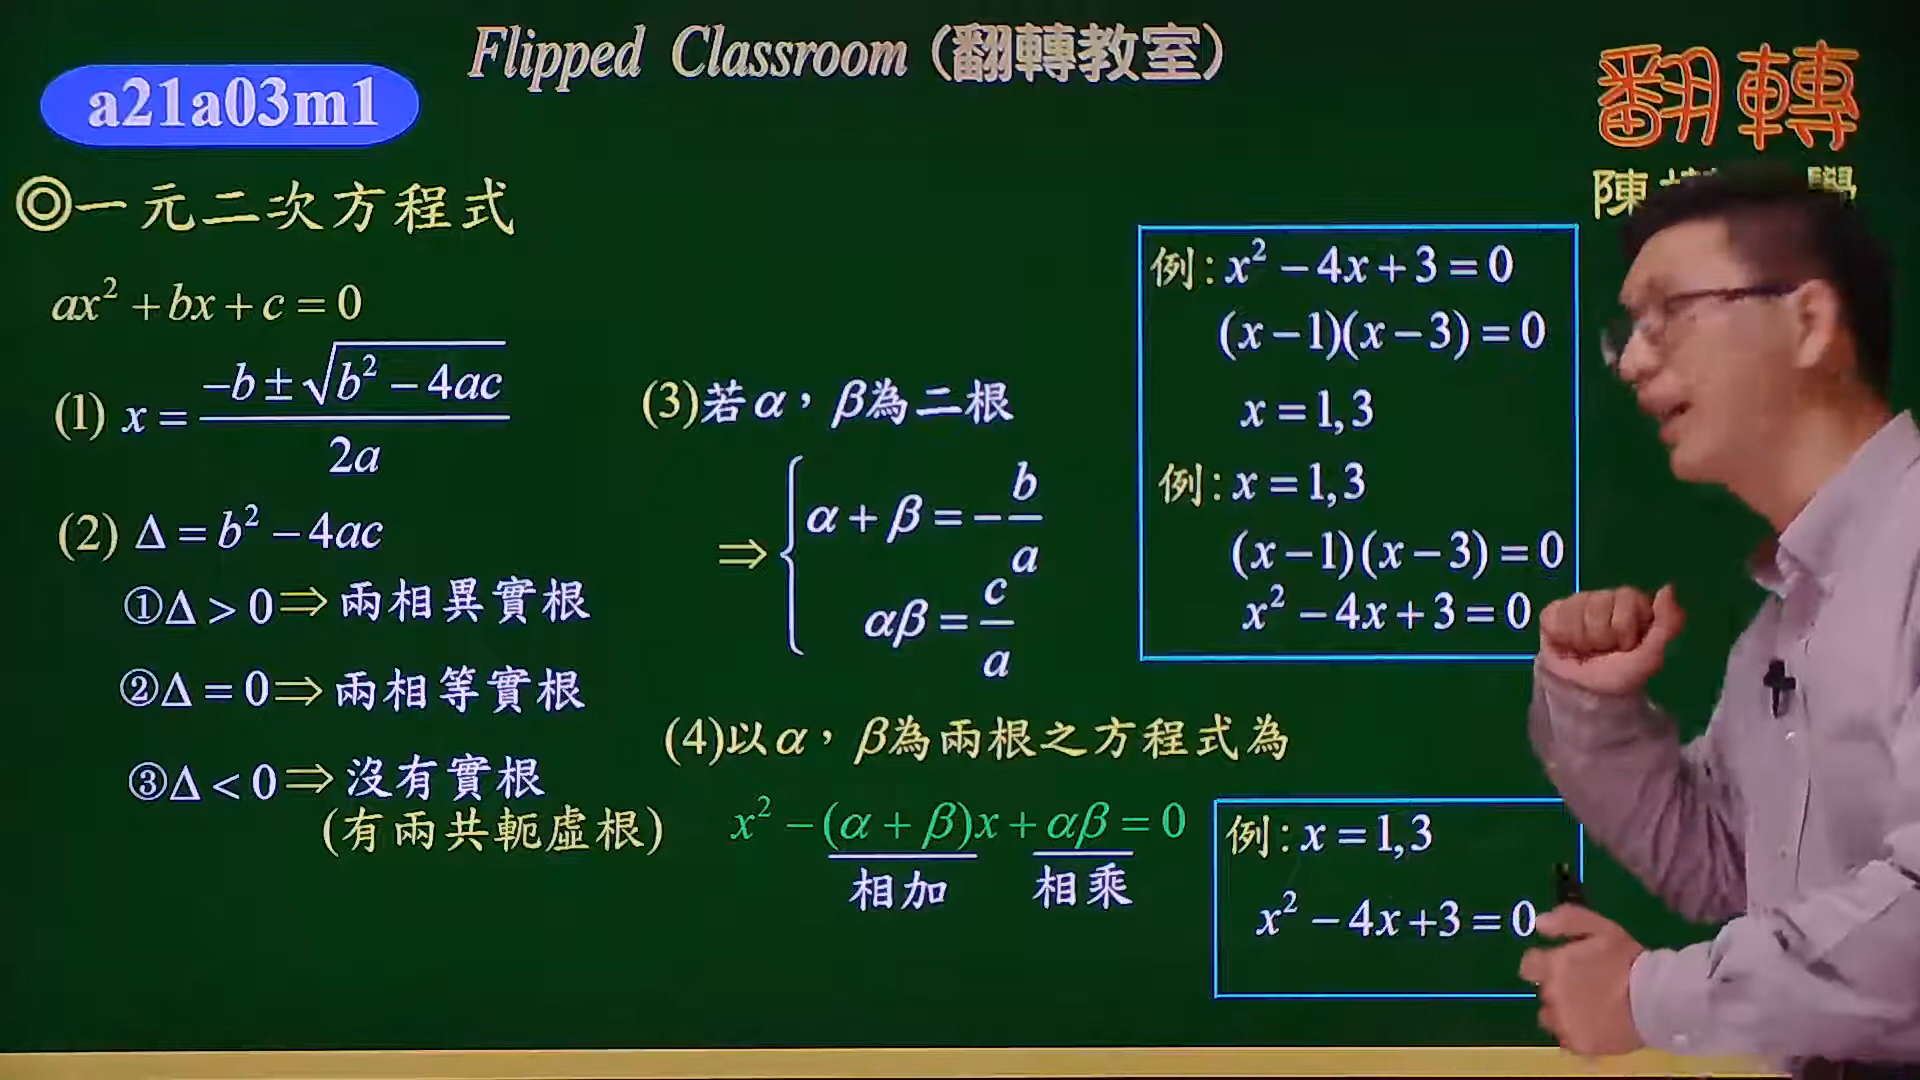 Flipped Classroom (翻轉教室)
a21a03m1
翻轉
陳
學
◎一元二次方程式
ax² + bx + c = 0
(1) x = (-b ± √(b² - 4ac)) / 2a
(2) Δ = b² - 4ac
①Δ > 0 ⇒ 兩相異實根
②Δ = 0 ⇒ 兩相等實根
③Δ < 0 ⇒ 沒有實根
(有兩共軛虛根)
(3)若α，β為二根
⇒ { α + β = -b/a
αβ = c/a
(4)以α，β為兩根之方程式為
x² - (α + β)x + αβ = 0
相加 相乘
例: x² - 4x + 3 = 0
(x - 1)(x - 3) = 0
x = 1, 3
例: x = 1, 3
(x - 1)(x - 3) = 0
x² - 4x + 3 = 0
例: x = 1, 3
x² - 4x + 3 = 0